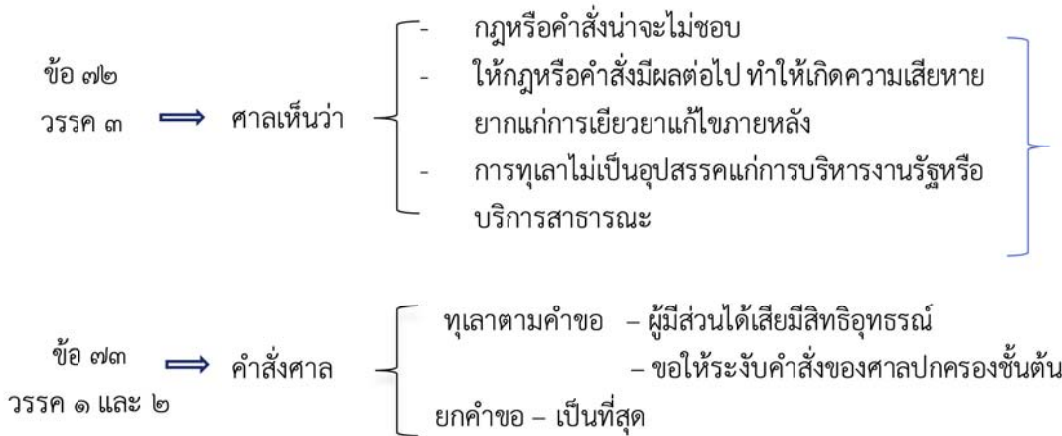 ข้อ ๗๒
วรรค ๓
ศาลเห็นว่า
- กฎหรือคำสั่งน่าจะไม่ชอบ
- ให้กฎหรือคำสั่งมีผลต่อไป ทำให้เกิดความเสียหาย
ยากแก่การเยียวยาแก้ไขภายหลัง
- การทุเลาไม่เป็นอุปสรรคแก่การบริหารงานรัฐหรือ
- บริการสาธารณะ
ข้อ ๗๓
วรรค ๑ และ ๒
คำสั่งศาล
ทุเลาตามคำขอ – ผู้มีส่วนได้เสียมีสิทธิอุทธรณ์
– ขอให้ระงับคำสั่งของศาลปกครองชั้นต้น
ยกคำขอ – เป็นที่สุด